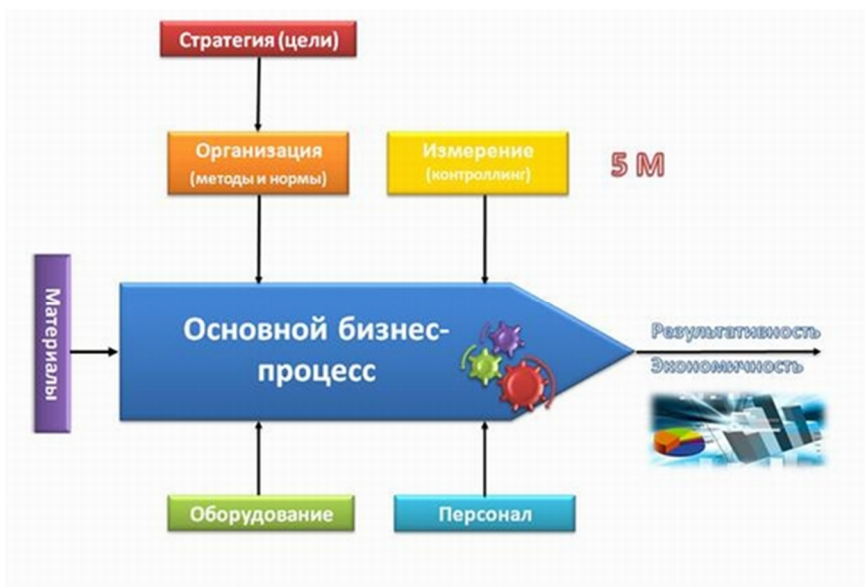 Стратегия (цели)
Организация
(методы и нормы)
Измерение
(контроллинг)
5 М
Материалы
Основной бизнес-
процесс
Результативность
Экономичность
Оборудование
Персонал